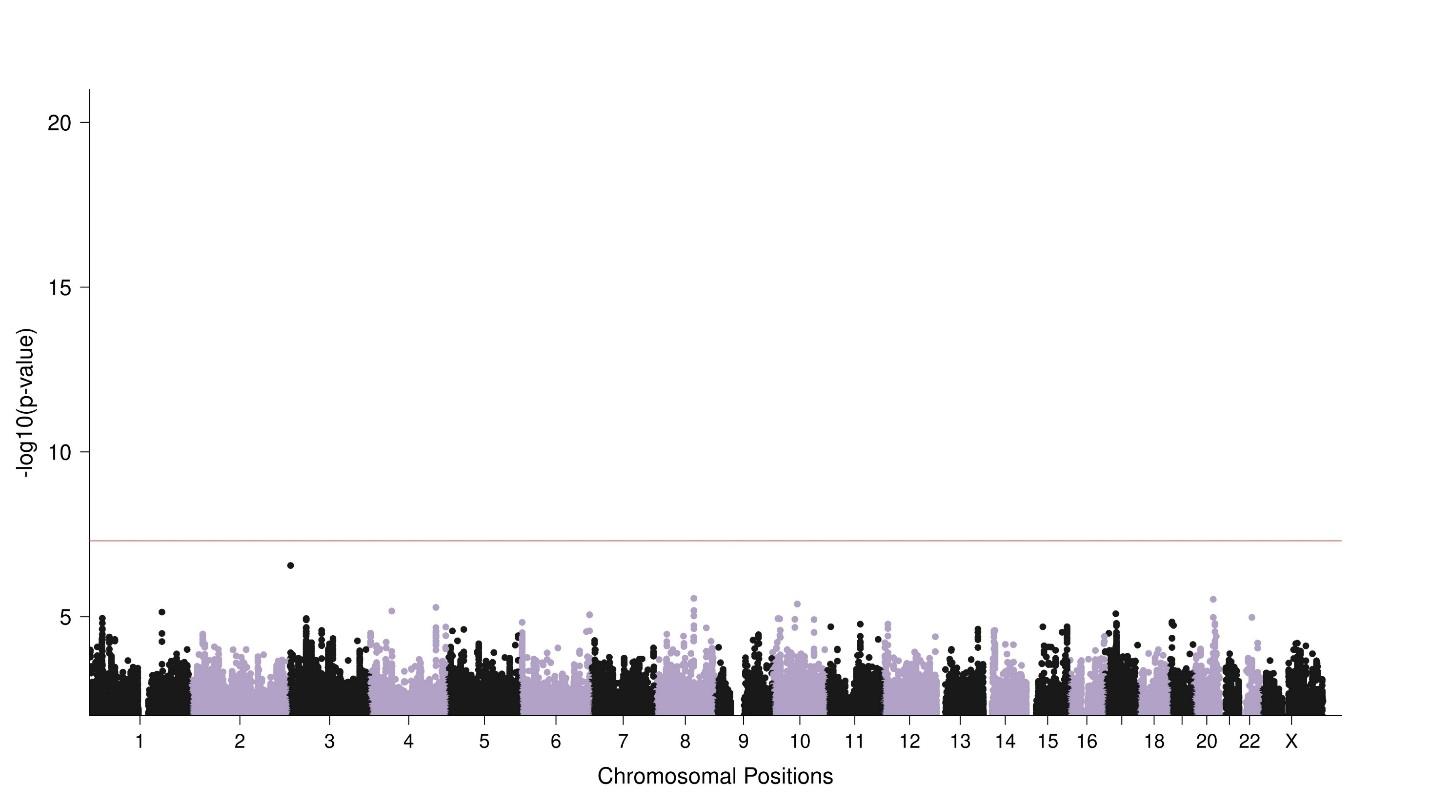 20
15
10
5
-log10(p-value)
1 2 3 4 5 6 7 8 9 10 11 12 13 14 15 16 18 20 22 X
Chromosomal Positions